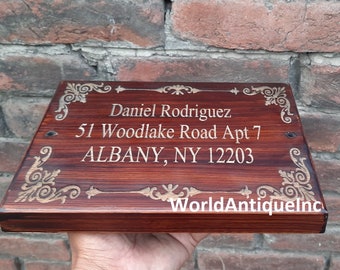 Daniel Rodriguez
51 Woodlake Road Apt 7
ALBANY, NY 12203
WorldAntiqueInc